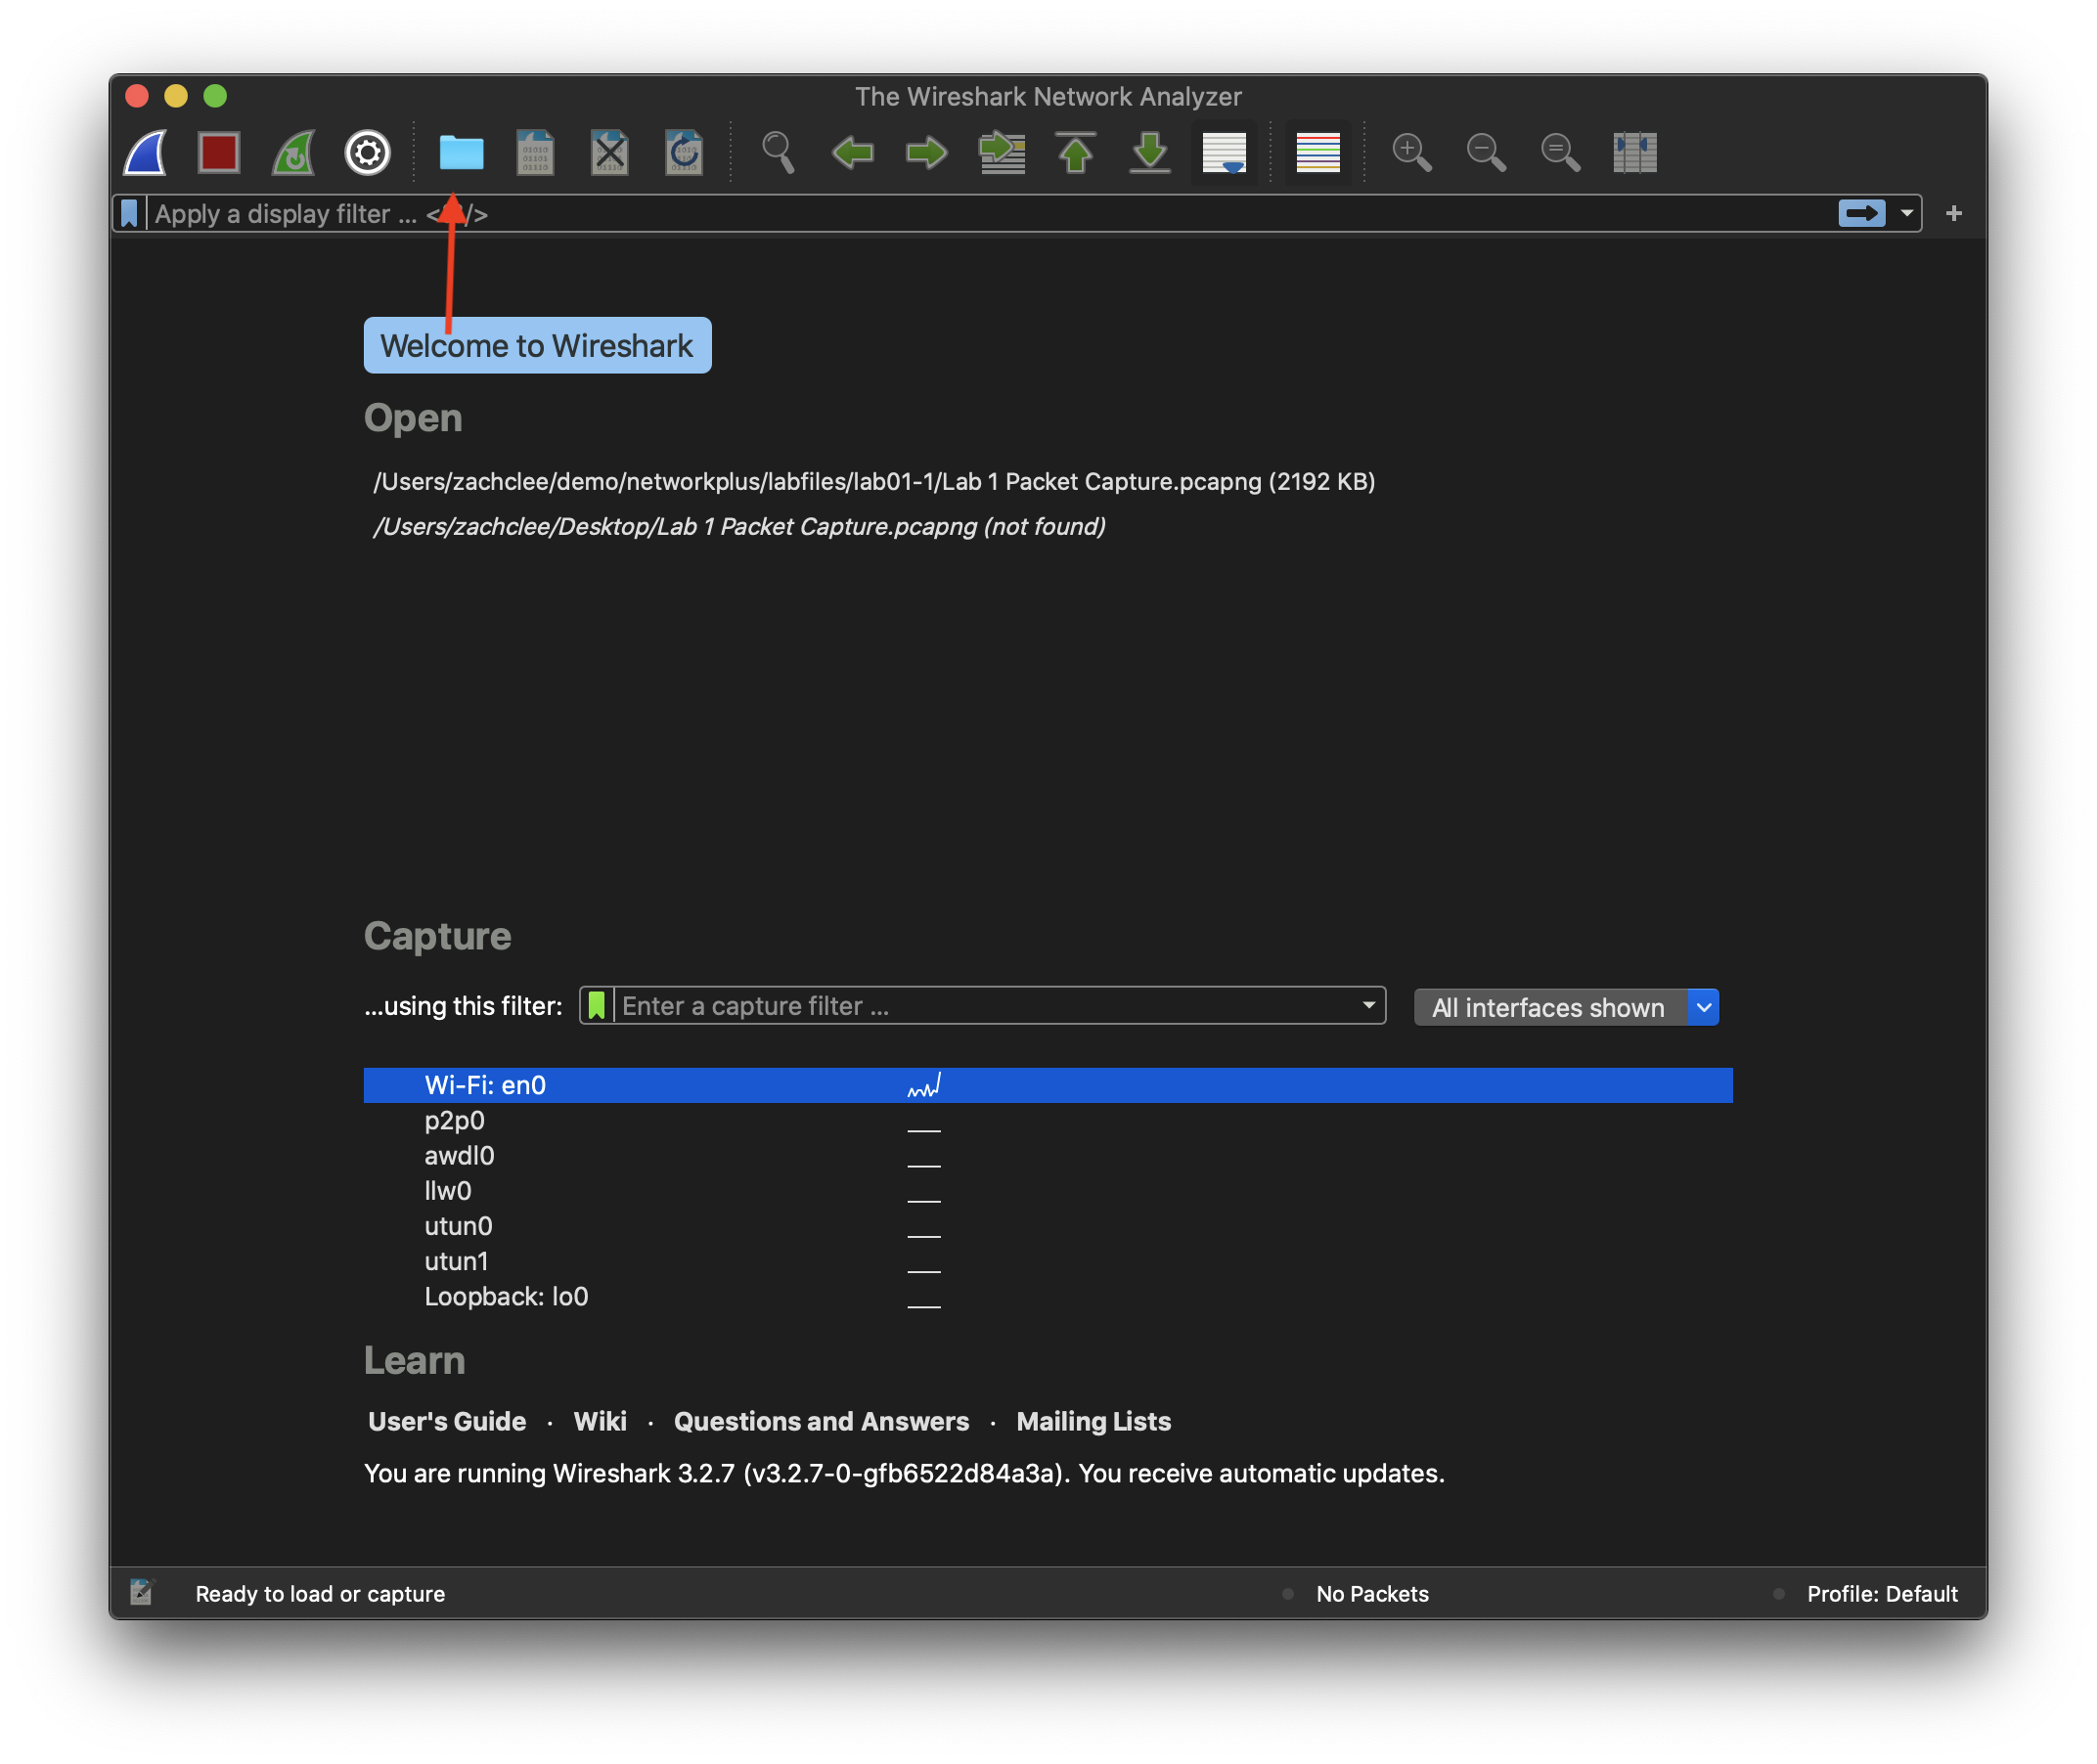 The Wireshark Network Analyzer
Apply a display filter ... < />
Welcome to Wireshark
Open
/Users/zachclee/demo/networkplus/labfiles/lab01-1/Lab 1 Packet Capture.pcapng (2192 KB)
/Users/zachclee/Desktop/Lab 1 Packet Capture.pcapng (not found)
Capture
...using this filter: Enter a capture filter ... All interfaces shown
Wi-Fi: en0
p2p0
awdl0
llw0
utun0
utun1
Loopback: lo0
Learn
User's Guide · Wiki · Questions and Answers · Mailing Lists
You are running Wireshark 3.2.7 (v3.2.7-0-gfb6522d84a3a). You receive automatic updates.
Ready to load or capture No Packets Profile: Default